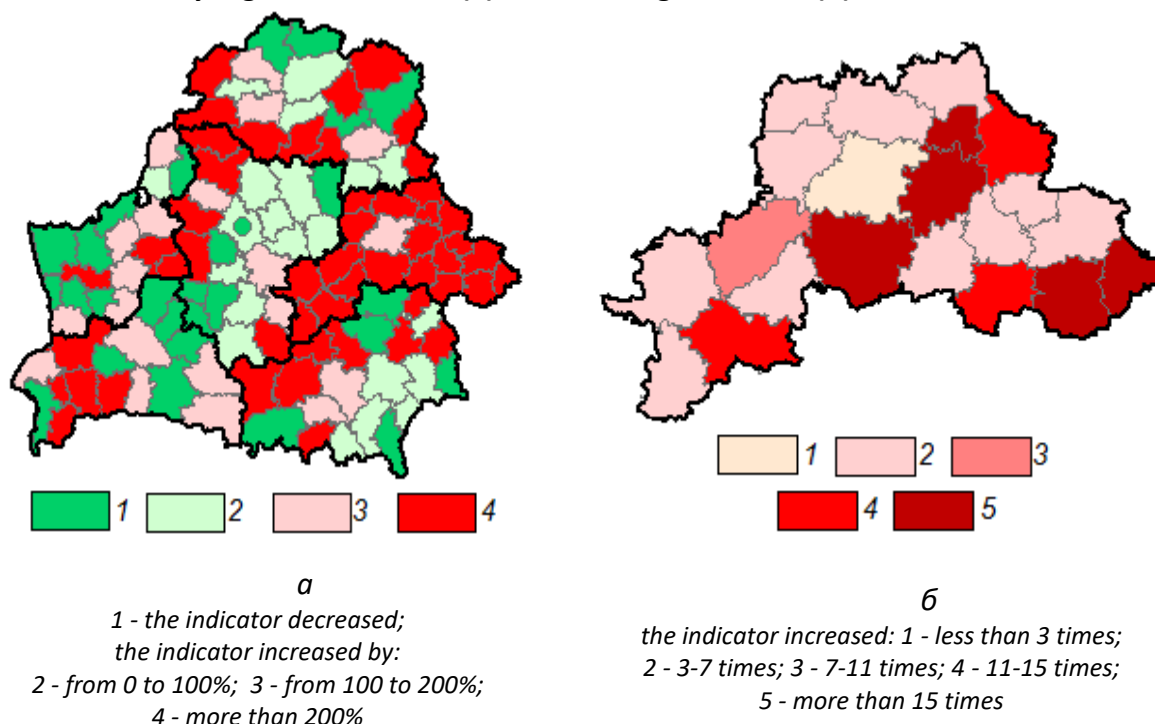 1
2
3
4
1
2
3
4
5
а
1 - the indicator decreased;
the indicator increased by:
2 - from 0 to 100%; 3 - from 100 to 200%;
4 - more than 200%
б
the indicator increased: 1 - less than 3 times;
2 - 3-7 times; 3 - 7-11 times; 4 - 11-15 times;
5 - more than 15 times